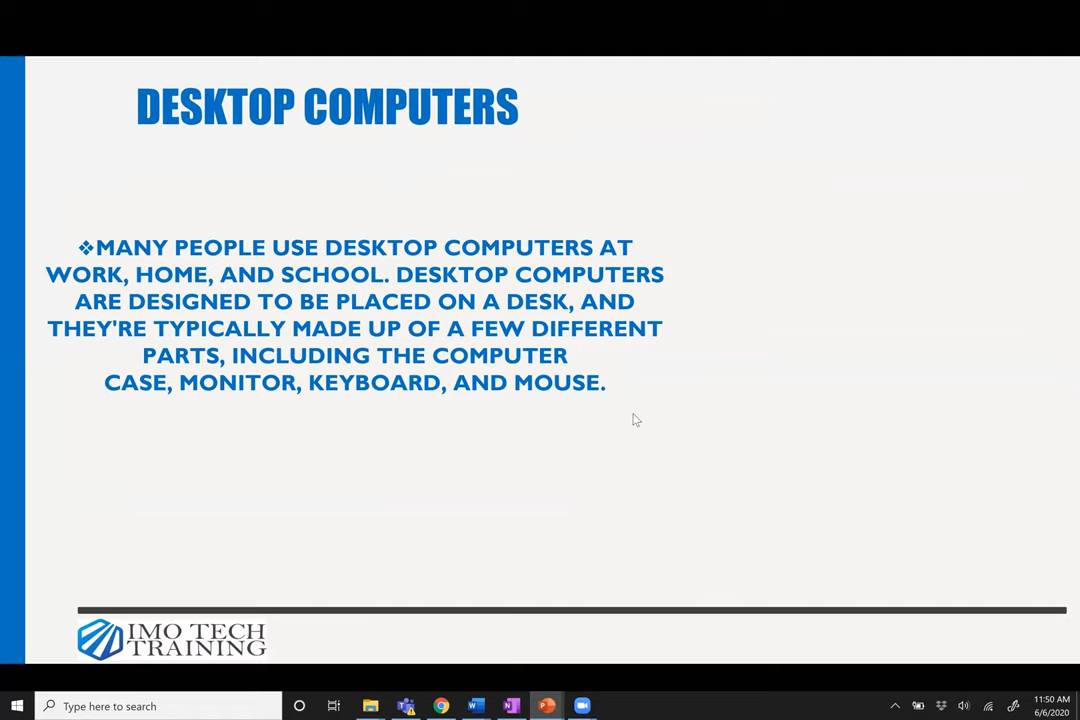 DESKTOP COMPUTERS
❖MANY PEOPLE USE DESKTOP COMPUTERS AT
WORK, HOME, AND SCHOOL. DESKTOP COMPUTERS
ARE DESIGNED TO BE PLACED ON A DESK, AND
THEY'RE TYPICALLY MADE UP OF A FEW DIFFERENT
PARTS, INCLUDING THE COMPUTER
CASE, MONITOR, KEYBOARD, AND MOUSE.
IMO TECH
TRAINING
Type here to search
11:50 AM
6/6/2020